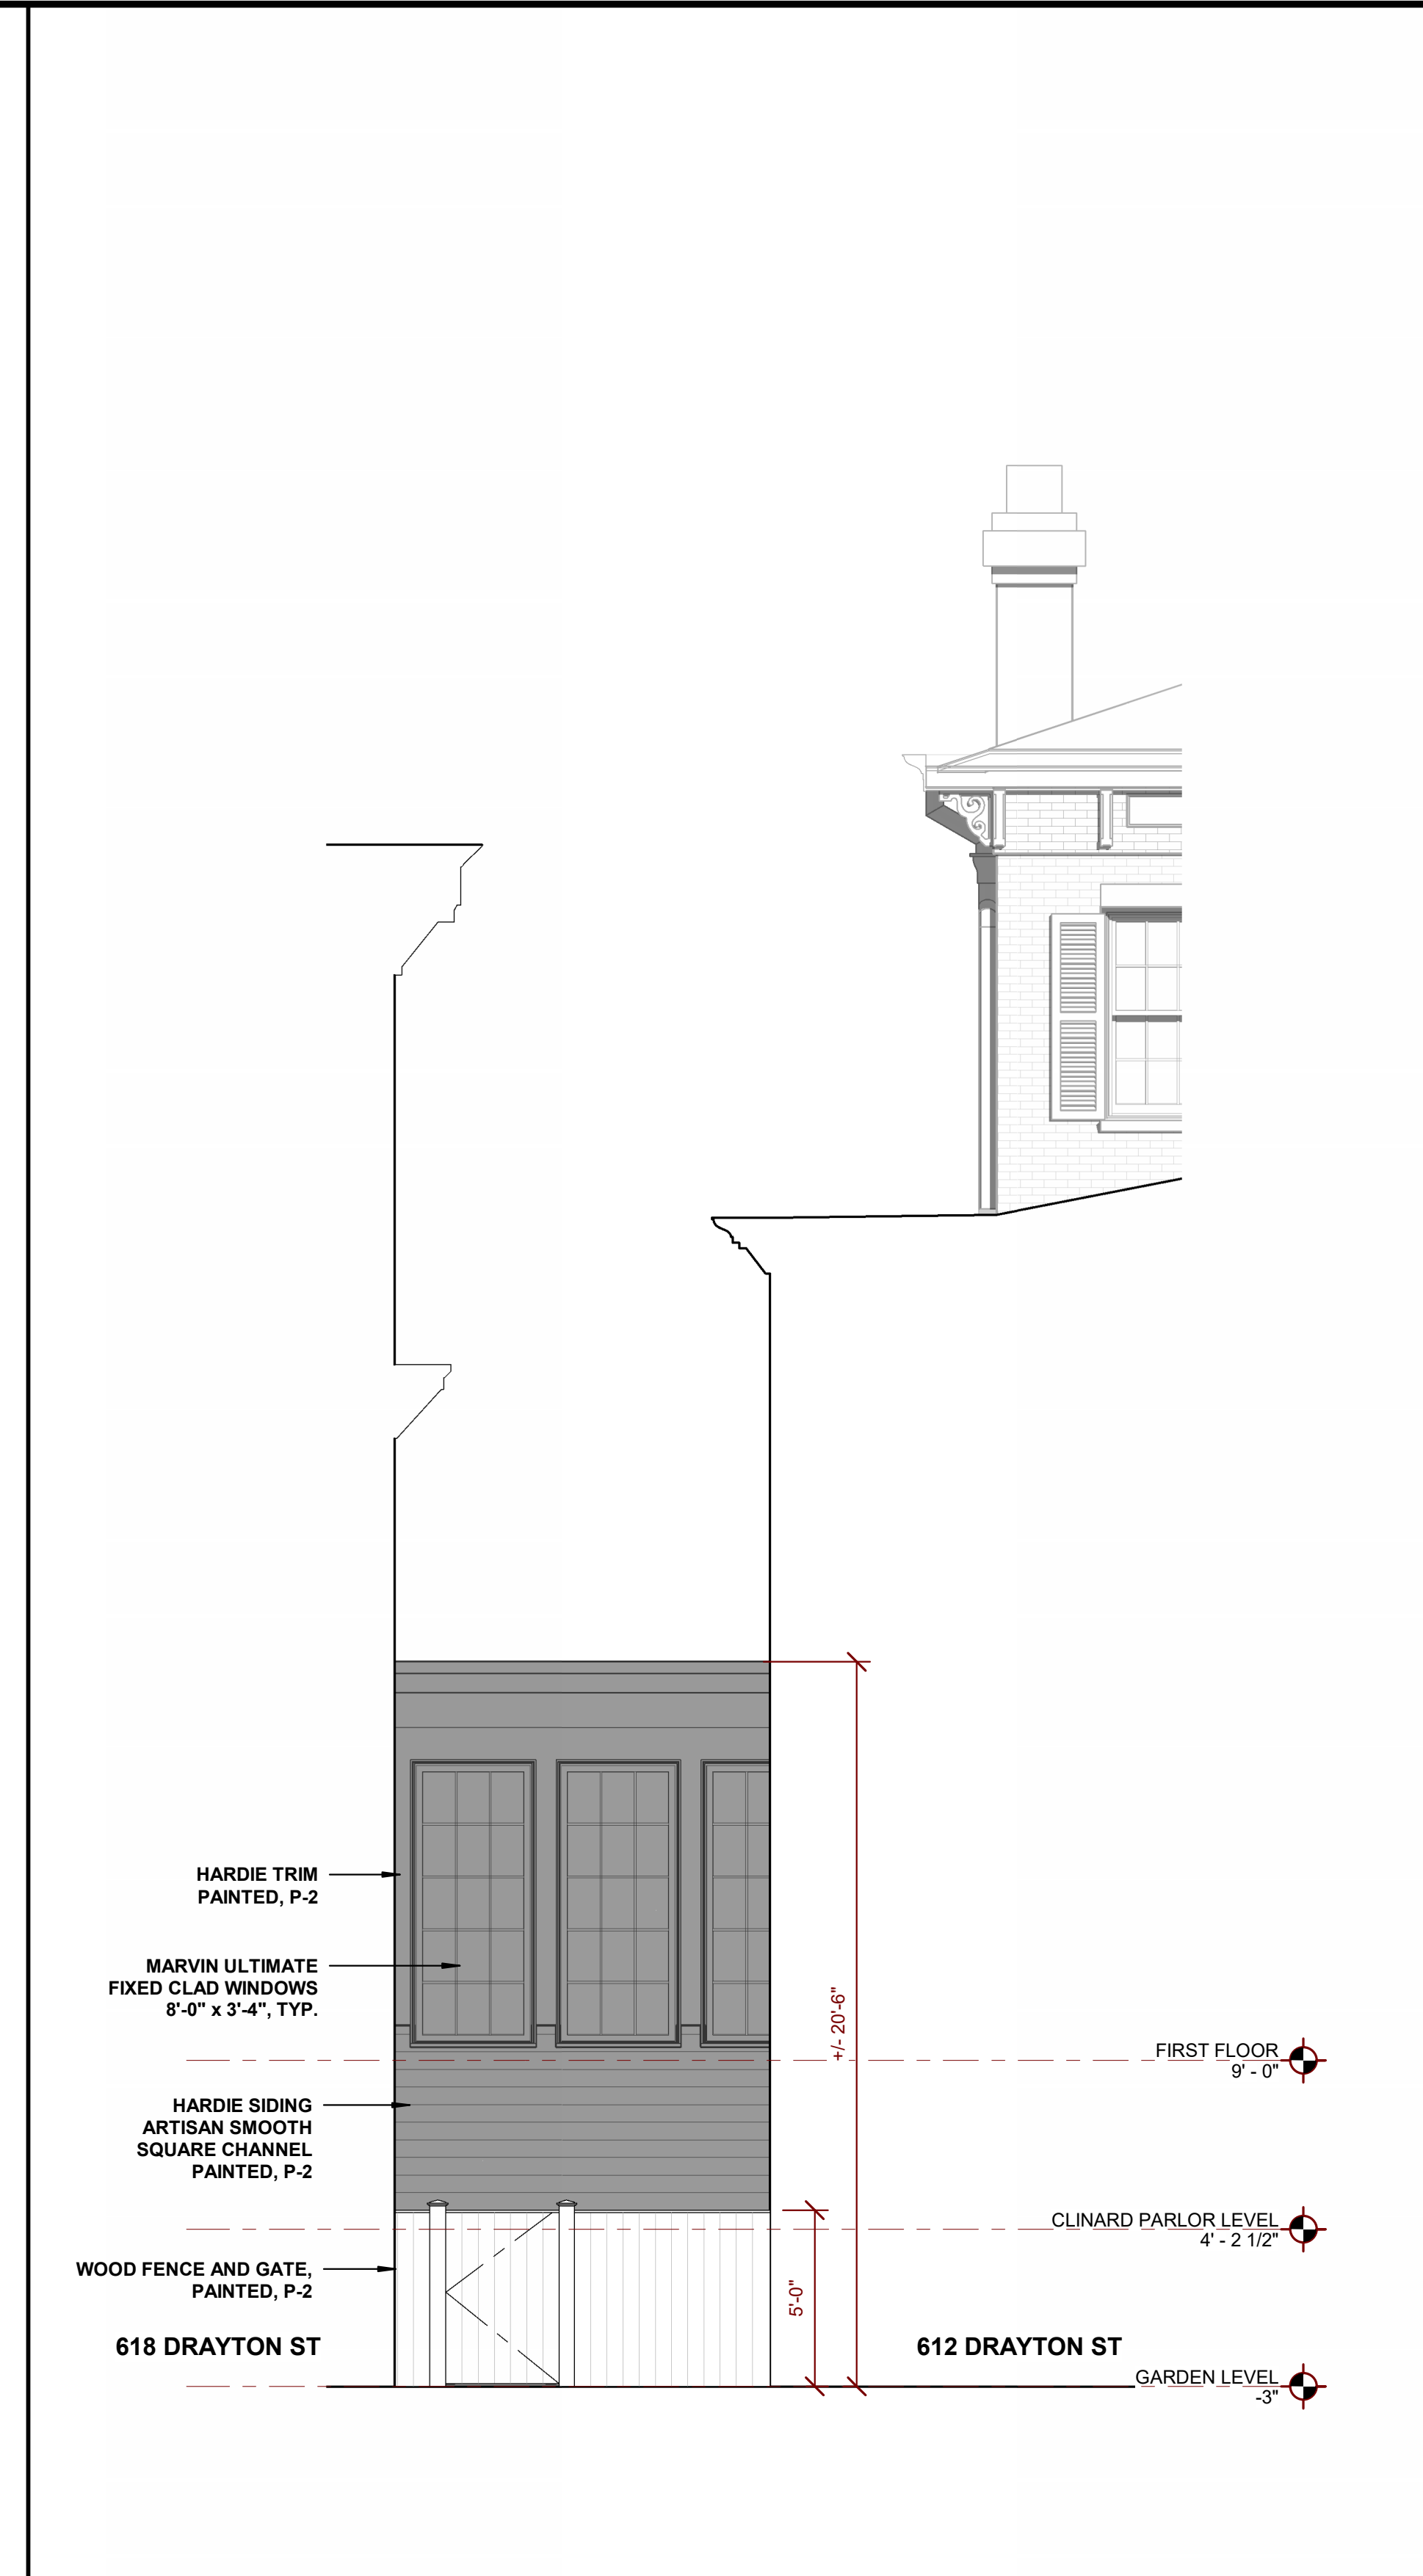 HARDIE TRIM
PAINTED, P-2
MARVIN ULTIMATE
FIXED CLAD WINDOWS
8'-0" x 3'-4", TYP.
+/- 20'-6"
FIRST FLOOR
9' - 0"
HARDIE SIDING
ARTISAN SMOOTH
SQUARE CHANNEL
PAINTED, P-2
CLINARD PARLOR LEVEL
4' - 2 1/2"
WOOD FENCE AND GATE,
PAINTED, P-2
5'-0"
618 DRAYTON ST
612 DRAYTON ST
GARDEN LEVEL
-3"